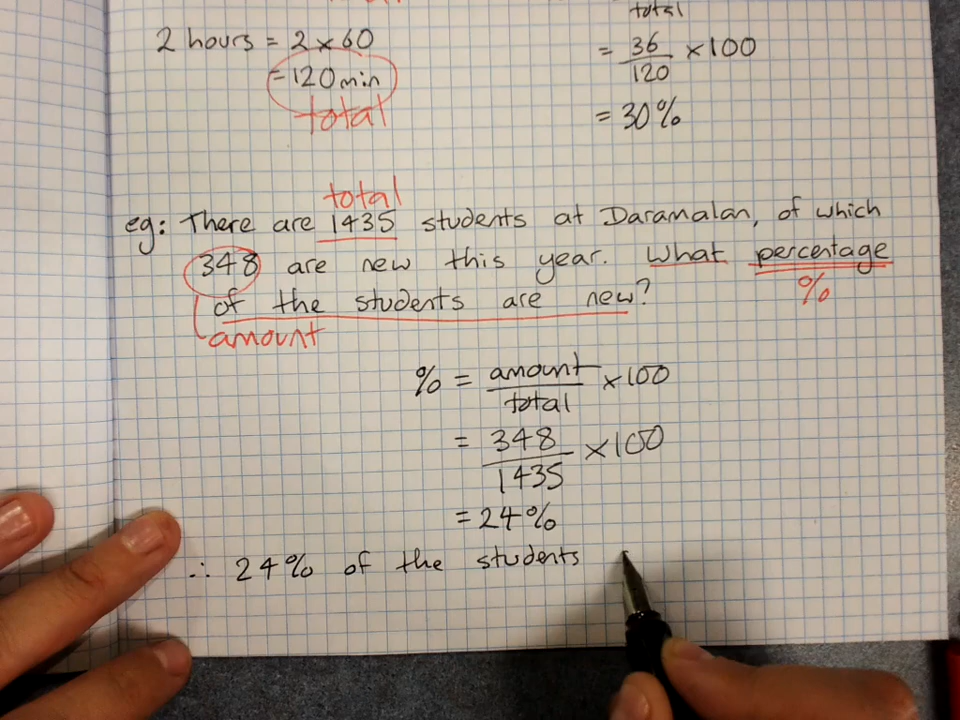 total
2 hours = 2 × 60
= 120 min
total
= 36/120 × 100
= 30%
total
eg: There are 1435 students at Daramalan, of which
348 are new this year. What percentage
of the students are new?
%
amount
% = amount/total × 100
= 348/1435 × 100
= 24%
∴ 24% of the students